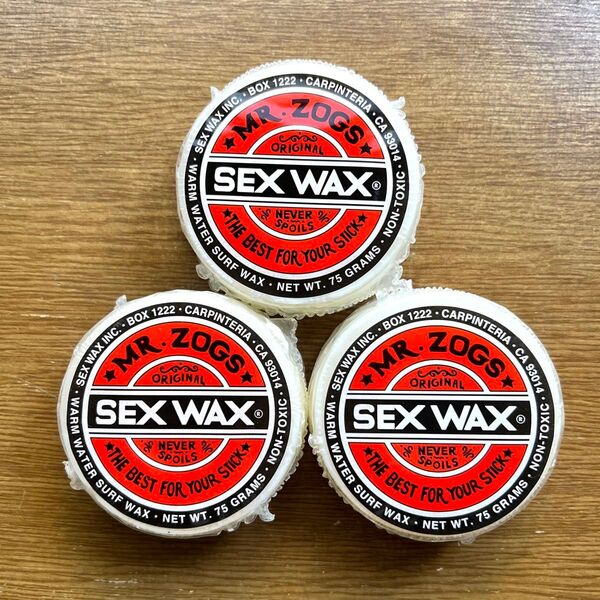 SEX WAX INC. • BOX 1222 • CARPINTERIA, CA 93014 •
MR. ZOGS
ORIGINAL
SEX WAX®
NEVER
SPOILS
THE BEST FOR YOUR STICK
WARM WATER SURF WAX • NET WT. 75 GRAMS • NON-TOXIC
SEX WAX INC. • BOX 1222 • CARPINTERIA • CA 93014 •
MR. ZOGS
ORIGINAL
SEX WAX®
NEVER
SPOILS
THE BEST FOR YOUR STICK
WARM WATER SURF WAX • NET WT. 75 GRAMS • NON-TOXIC
SEX WAX INC. • BOX 1222 • CARPINTERIA • CA 93014 •
MR. ZOGS
ORIGINAL
SEX WAX®
NEVER
SPOILS
THE BEST FOR YOUR STICK
WARM WATER SURF WAX • NET WT. 75 GRAMS • NON-TOXIC